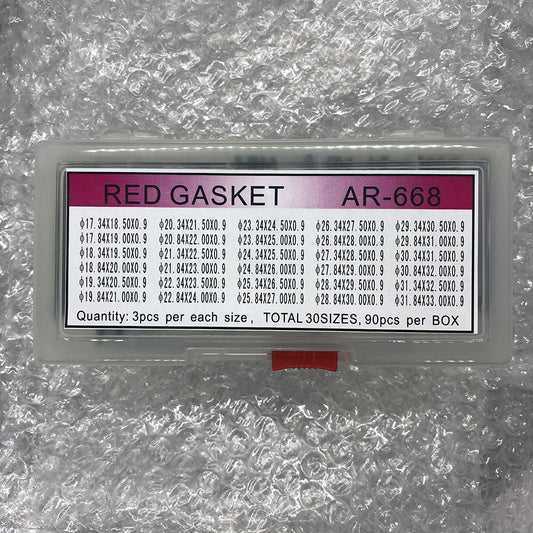 RED GASKET AR-668
φ17.34X18.50X0.9 φ20.34X21.50X0.9 φ23.34X24.50X0.9 φ26.34X27.50X0.9 φ29.34X30.50X0.9
φ17.84X19.00X0.9 φ20.84X22.00X0.9 φ23.84X25.00X0.9 φ26.84X28.00X0.9 φ29.84X31.00X0.9
φ18.34X19.50X0.9 φ21.34X22.50X0.9 φ24.34X25.50X0.9 φ27.34X28.50X0.9 φ30.34X31.50X0.9
φ18.84X20.00X0.9 φ21.84X23.00X0.9 φ24.84X26.00X0.9 φ27.84X29.00X0.9 φ30.84X32.00X0.9
φ19.34X20.50X0.9 φ22.34X23.50X0.9 φ25.34X26.50X0.9 φ28.34X29.50X0.9 φ31.34X32.50X0.9
φ19.84X21.00X0.9 φ22.84X24.00X0.9 φ25.84X27.00X0.9 φ28.84X30.00X0.9 φ31.84X33.00X0.9
Quantity: 3pcs per each size, TOTAL 30SIZES, 90pcs per BOX